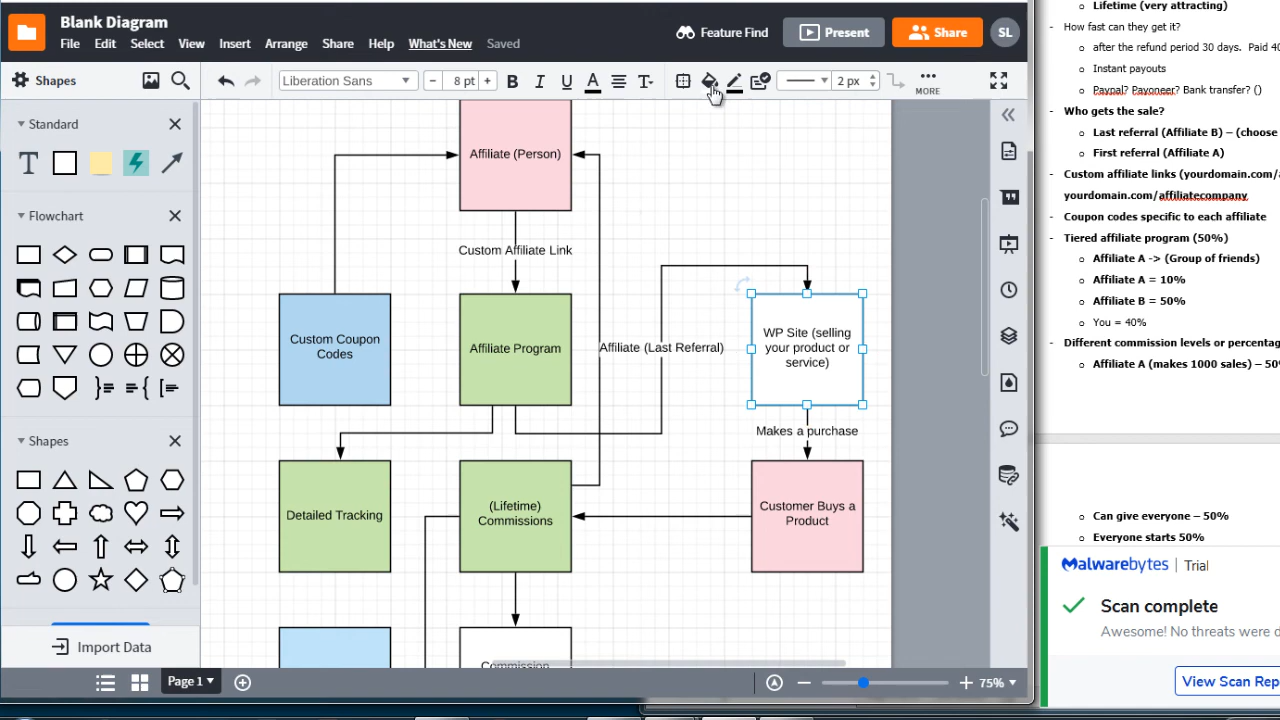 Blank Diagram
File Edit Select View Insert Arrange Share Help What's New Saved
Feature Find
Present
Share
SL
Shapes
Liberation Sans
8 pt
B I U A T
2 px
MORE
Standard
T
Flowchart
Shapes
Import Data
Affiliate (Person)
Custom Affiliate Link
Custom Coupon
Codes
Affiliate Program
Affiliate (Last Referral)
WP Site (selling
your product or
service)
Makes a purchase
Detailed Tracking
(Lifetime)
Commissions
Customer Buys a
Product
Commission
Page 1
75%
Lifetime (very attracting)
How fast can they get it?
after the refund period 30 days. Paid
Instant payouts
Paypal? Payoneer? Bank transfer? ()
Who gets the sale?
Last referral (Affiliate B) – (choose
First referral (Affiliate A)
Custom affiliate links (yourdomain.com/
yourdomain.com/affiliatecompany
Coupon codes specific to each affiliate
Tiered affiliate program (50%)
Affiliate A -> (Group of friends)
Affiliate A = 10%
Affiliate B = 50%
You = 40%
Different commission levels or percentag
Affiliate A (makes 1000 sales) – 50
Can give everyone – 50%
Everyone starts 50%
Malwarebytes | Trial
Scan complete
Awesome! No threats were d
View Scan Rep